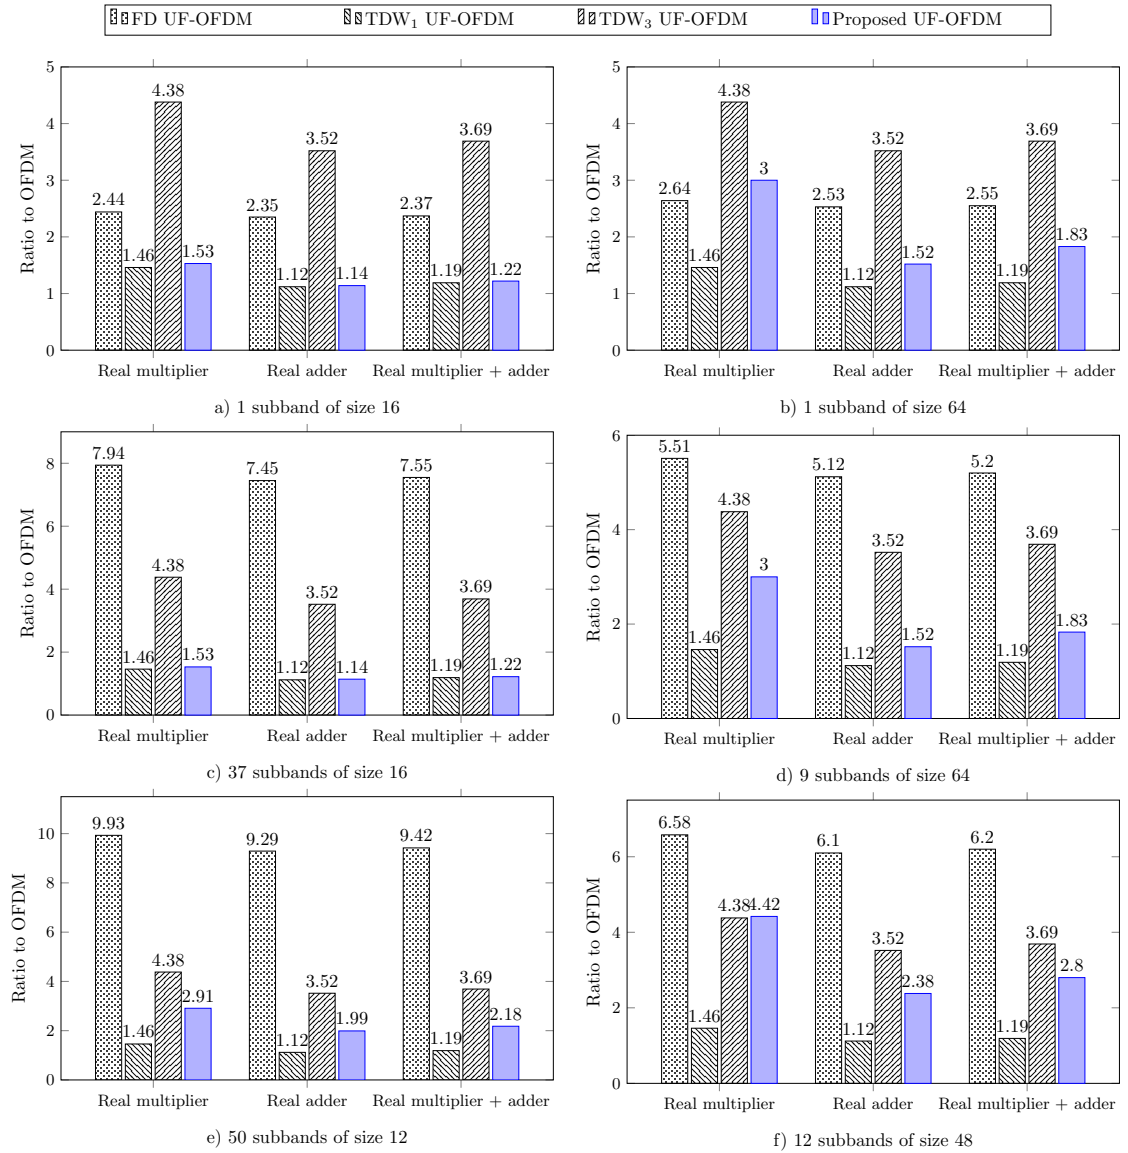 FD UF-OFDM TDW₁ UF-OFDM TDW₃ UF-OFDM Proposed UF-OFDM
Ratio to OFDM
0 1 2 3 4 5
2.44 1.46 4.38 1.53 2.35 1.12 3.52 1.14 2.37 1.19 3.69 1.22
Real multiplier Real adder Real multiplier + adder
a) 1 subband of size 16
Ratio to OFDM
0 1 2 3 4 5
2.64 1.46 4.38 3 2.53 1.12 3.52 1.52 2.55 1.19 3.69 1.83
Real multiplier Real adder Real multiplier + adder
b) 1 subband of size 64
Ratio to OFDM
0 2 4 6 8
7.94 1.46 4.38 1.53 7.45 1.12 3.52 1.14 7.55 1.19 3.69 1.22
Real multiplier Real adder Real multiplier + adder
c) 37 subbands of size 16
Ratio to OFDM
0 2 4 6
5.51 1.46 4.38 3 5.12 1.12 3.52 1.52 5.2 1.19 3.69 1.83
Real multiplier Real adder Real multiplier + adder
d) 9 subbands of size 64
Ratio to OFDM
0 2 4 6 8 10
9.93 1.46 4.38 2.91 9.29 1.12 3.52 1.99 9.42 1.19 3.69 2.18
Real multiplier Real adder Real multiplier + adder
e) 50 subbands of size 12
Ratio to OFDM
0 2 4 6
6.58 1.46 4.38 4.42 6.1 1.12 3.52 2.38 6.2 1.19 3.69 2.8
Real multiplier Real adder Real multiplier + adder
f) 12 subbands of size 48